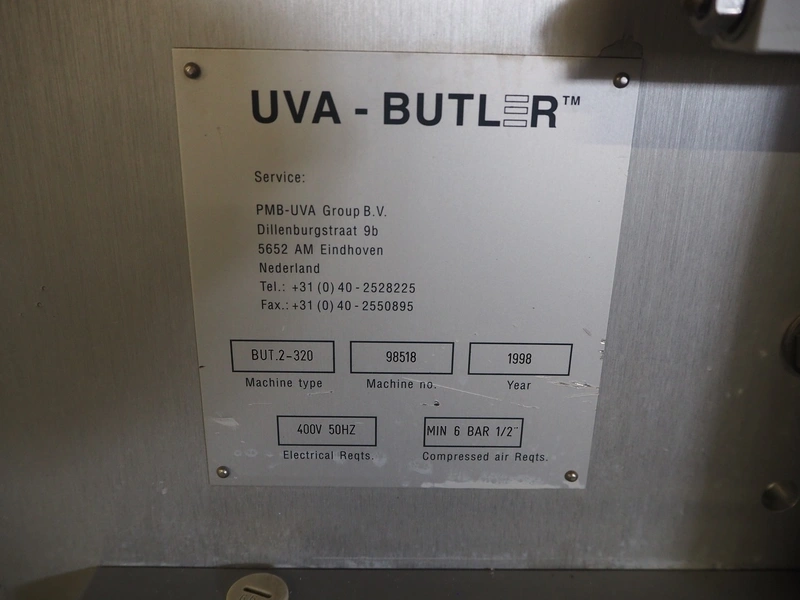 UVA - BUTLER™
Service:
PMB-UVA Group B.V.
Dillenburgstraat 9b
5652 AM Eindhoven
Nederland
Tel.: +31 (0) 40 - 2528225
Fax.: +31 (0) 40 - 2550895
BUT.2-320 98518 1998
Machine type Machine no. Year
400V 50HZ MIN 6 BAR 1/2"
Electrical Reqts. Compressed air Reqts.